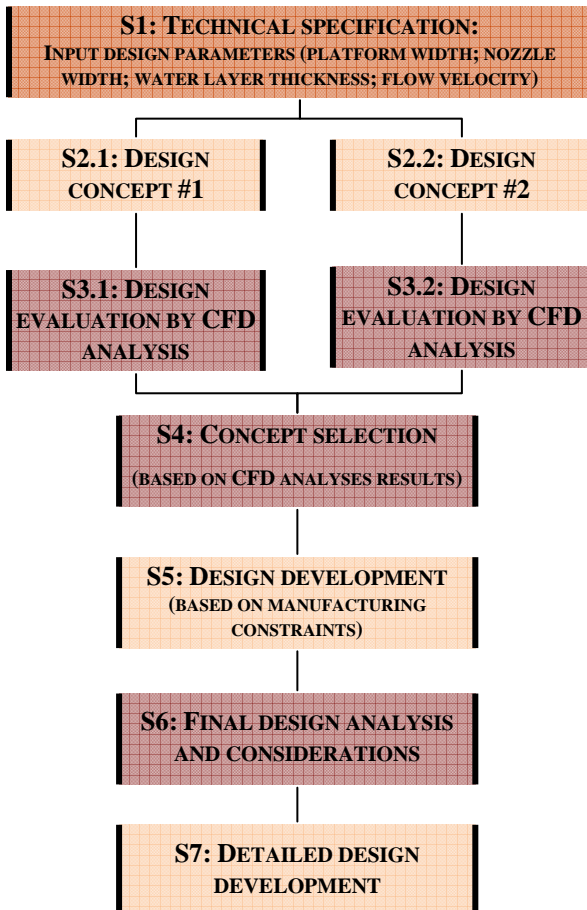 S1: TECHNICAL SPECIFICATION:
INPUT DESIGN PARAMETERS (PLATFORM WIDTH; NOZZLE
WIDTH; WATER LAYER THICKNESS; FLOW VELOCITY)
S2.1: DESIGN
CONCEPT #1
S2.2: DESIGN
CONCEPT #2
S3.1: DESIGN
EVALUATION BY CFD
ANALYSIS
S3.2: DESIGN
EVALUATION BY CFD
ANALYSIS
S4: CONCEPT SELECTION
(BASED ON CFD ANALYSES RESULTS)
S5: DESIGN DEVELOPMENT
(BASED ON MANUFACTURING
CONSTRAINTS)
S6: FINAL DESIGN ANALYSIS
AND CONSIDERATIONS
S7: DETAILED DESIGN
DEVELOPMENT